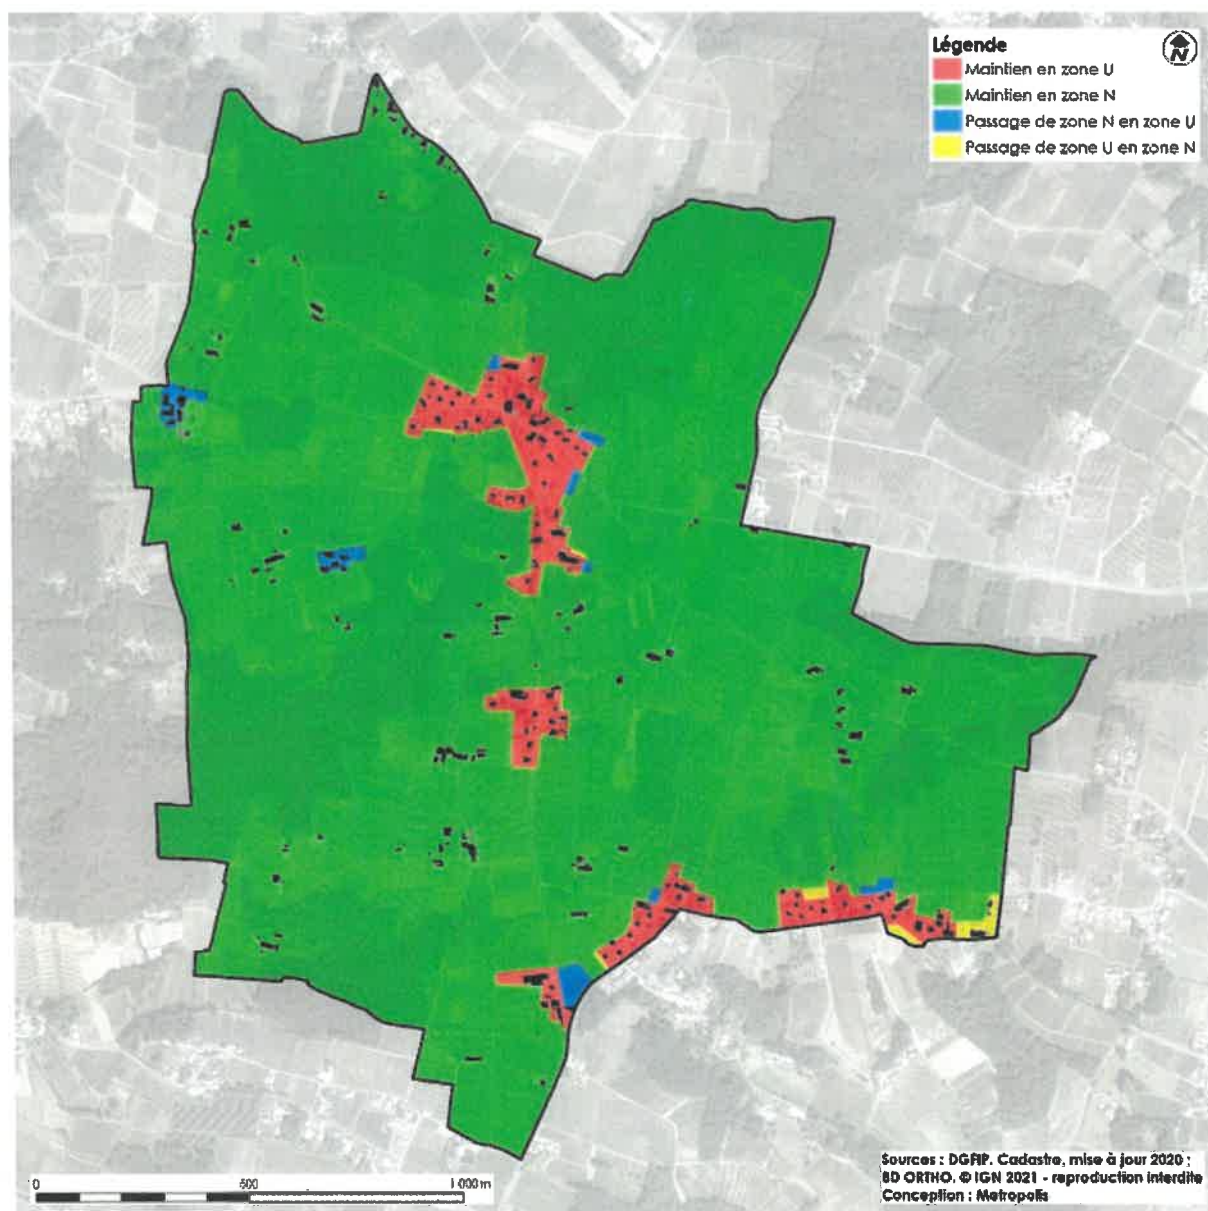 Légende
N
Maintien en zone U
Maintien en zone N
Passage de zone N en zone U
Passage de zone U en zone N
0 500 1 000 m
Sources : DGFIP. Cadastre, mise à jour 2020 ;
BD ORTHO. © IGN 2021 - reproduction interdite
Conception : Metropolis